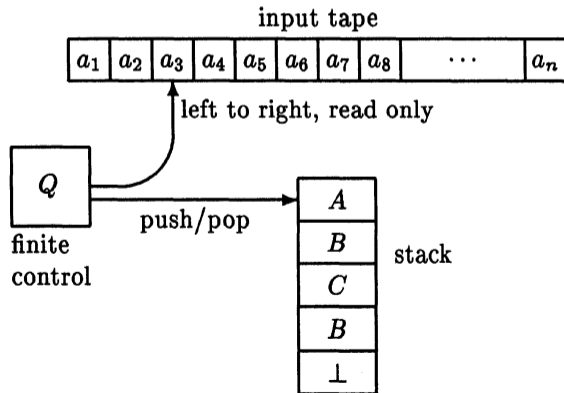 input tape
a1 a2 a3 a4 a5 a6 a7 a8 ··· an
left to right, read only
Q
push/pop
finite
control
A
B
stack
C
B
⊥